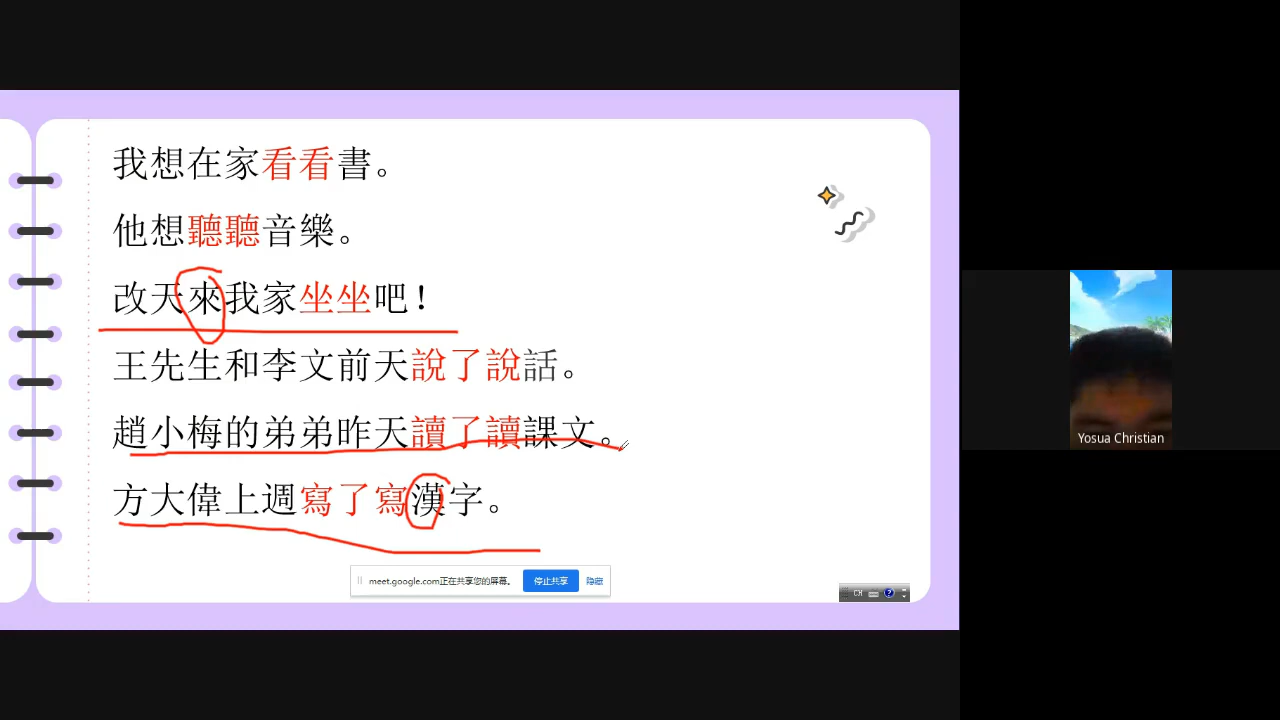 我想在家看看書。
他想聽聽音樂。
改天來我家坐坐吧！
王先生和李文前天說了說話。
趙小梅的弟弟昨天讀了讀課文。
方大偉上週寫了寫漢字。
meet.google.com正在共享您的屏幕。
停止共享
隐藏
CH
Yosua Christian